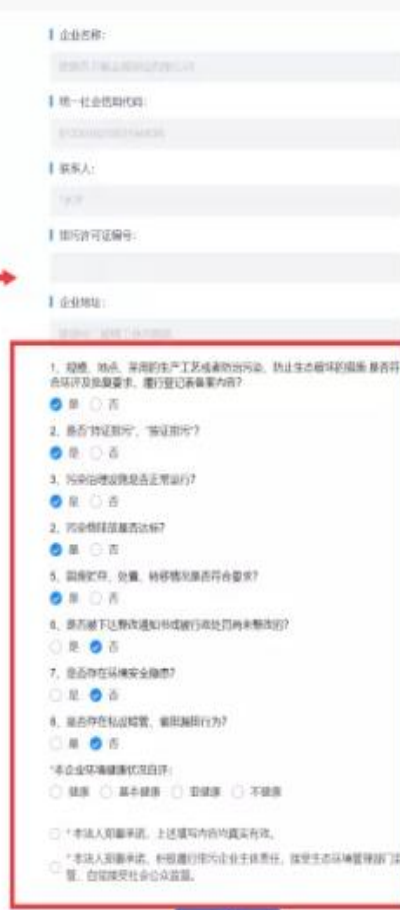 企业名称:
统一社会信用代码:
联系人:
排污许可证编号:
企业地址:
1、规模、地点、采用的生产工艺或者防治污染、防止生态破坏的措施 是否符
合环评及批复要求、履行登记表备案内容?
是 否
2、是否"持证排污"、"按证排污"?
是 否
3、污染治理设施是否正常运行?
是 否
2、污染物排放是否达标?
是 否
5、固废贮存、处置、转移情况是否符合要求?
是 否
6、是否被下达整改通知书或被行政处罚尚未整改的?
是 否
7、是否存在环境安全隐患?
是 否
8、是否存在私设暗管、偷排漏排行为?
是 否
*本企业环境健康状况自评:
健康 基本健康 亚健康 不健康
*本法人郑重承诺，上述填写内容均真实有效。
*本法人郑重承诺，积极履行排污企业主体责任，接受生态环境管理部门监
管，自觉接受社会公众监督。